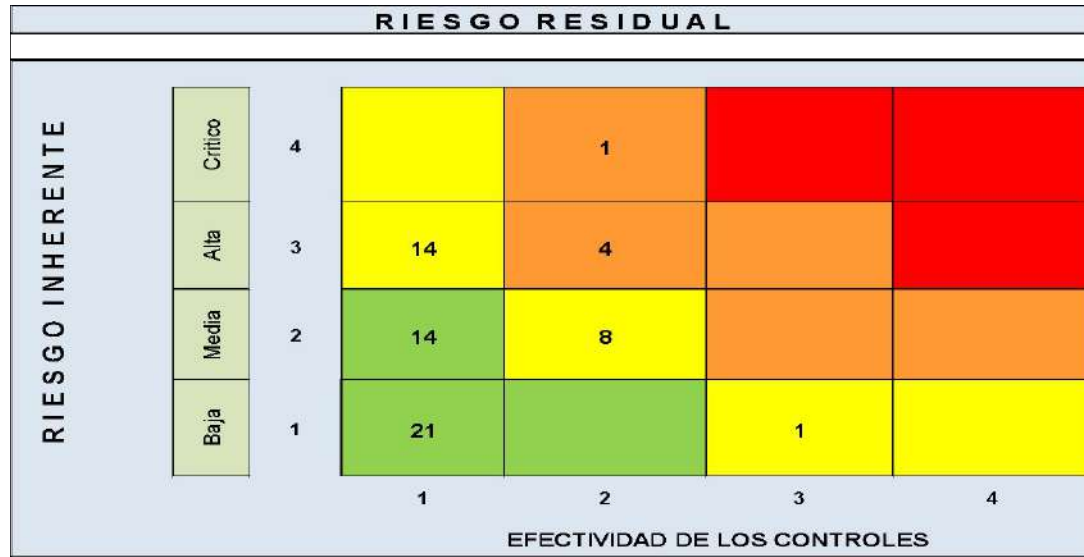 RIESGO RESIDUAL
RIESGO INHERENTE
Critico 4 1
Alta 3 14 4
Media 2 14 8
Baja 1 21 1
1 2 3 4
EFECTIVIDAD DE LOS CONTROLES